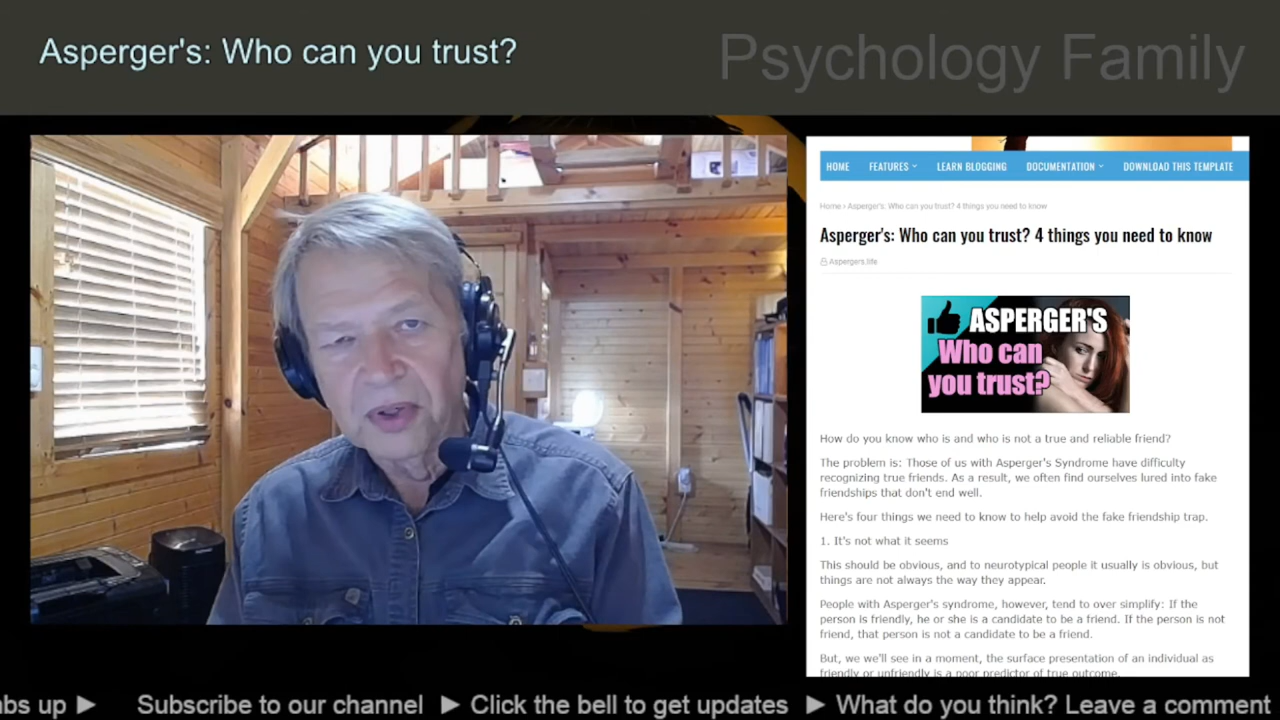 Asperger's: Who can you trust?
Psychology Family
HOME FEATURES LEARN BLOGGING DOCUMENTATION DOWNLOAD THIS TEMPLATE
Home › Asperger's: Who can you trust? 4 things you need to know
Asperger's: Who can you trust? 4 things you need to know
Aspergers.life
ASPERGER'S
Who can
you trust?
How do you know who is and who is not a true and reliable friend?
The problem is: Those of us with Asperger's Syndrome have difficulty
recognizing true friends. As a result, we often find ourselves lured into fake
friendships that don't end well.
Here's four things we need to know to help avoid the fake friendship trap.
1. It's not what it seems
This should be obvious, and to neurotypical people it usually is obvious, but
things are not always the way they appear.
People with Asperger's syndrome, however, tend to over simplify: If the
person is friendly, he or she is a candidate to be a friend. If the person is not
friend, that person is not a candidate to be a friend.
But, we we'll see in a moment, the surface presentation of an individual as
friendly or unfriendly is a poor predictor of true outcome.
bs up ▶ Subscribe to our channel ▶ Click the bell to get updates ▶ What do you think? Leave a comment